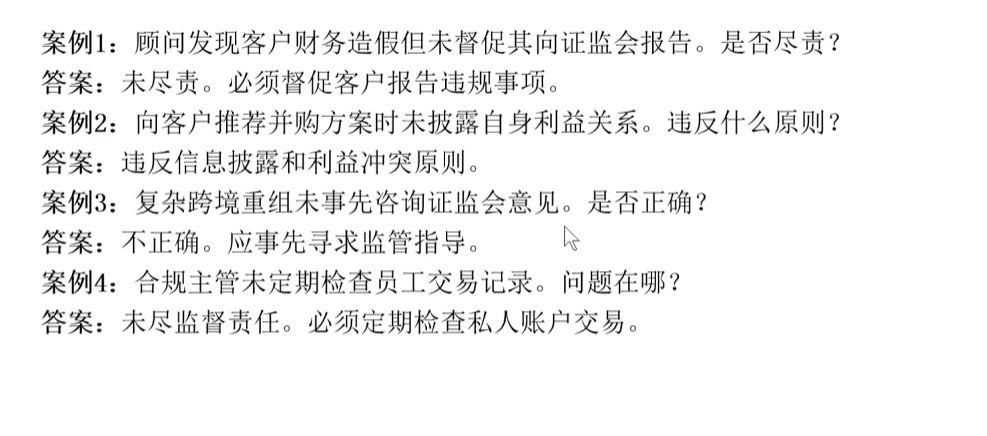 案例1：顾问发现客户财务造假但未督促其向证监会报告。是否尽责？
答案：未尽责。必须督促客户报告违规事项。
案例2：向客户推荐并购方案时未披露自身利益关系。违反什么原则？
答案：违反信息披露和利益冲突原则。
案例3：复杂跨境重组未事先咨询证监会意见。是否正确？
答案：不正确。应事先寻求监管指导。
案例4：合规主管未定期检查员工交易记录。问题在哪？
答案：未尽监督责任。必须定期检查私人账户交易。